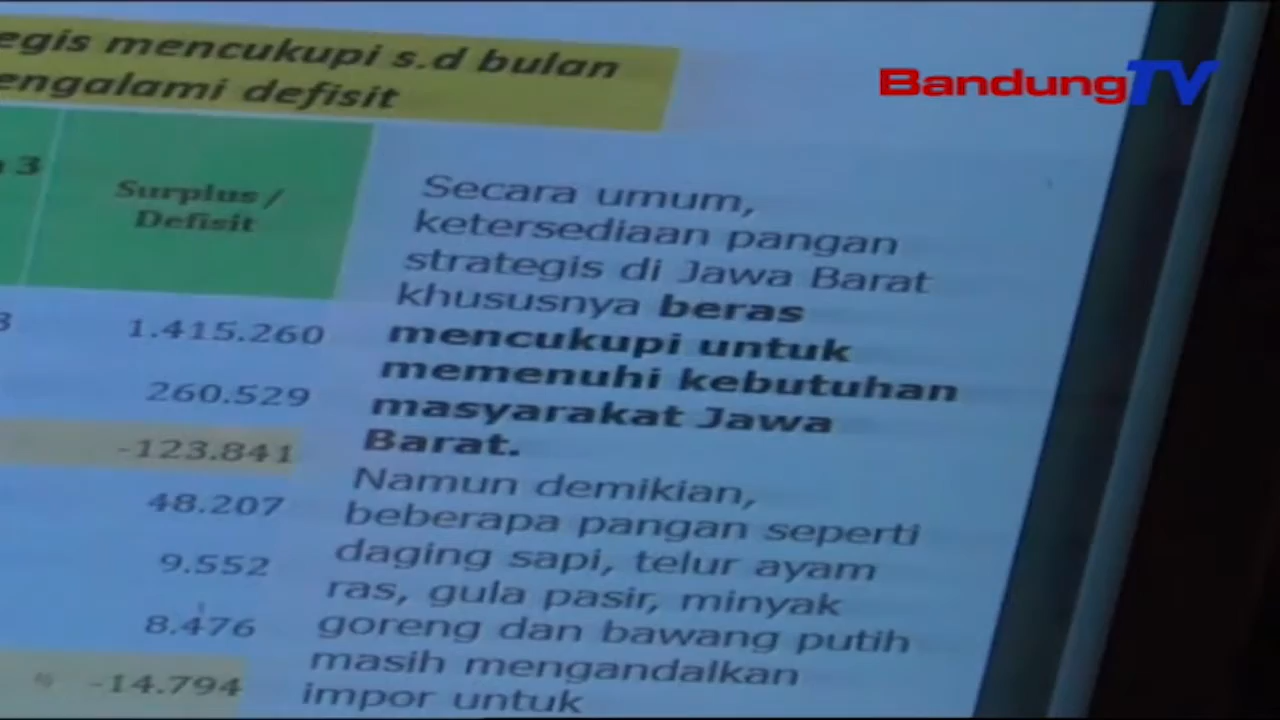 egis mencukupi s.d bulan
engalami defisit
BandungTV
3
Surplus /
Defisit
1.415.260
260.529
-123.841
48.207
9.552
8.476
-14.794
Secara umum,
ketersediaan pangan
strategis di Jawa Barat
khususnya beras
mencukupi untuk
memenuhi kebutuhan
masyarakat Jawa
Barat.
Namun demikian,
beberapa pangan seperti
daging sapi, telur ayam
ras, gula pasir, minyak
goreng dan bawang putih
masih mengandalkan
impor untuk